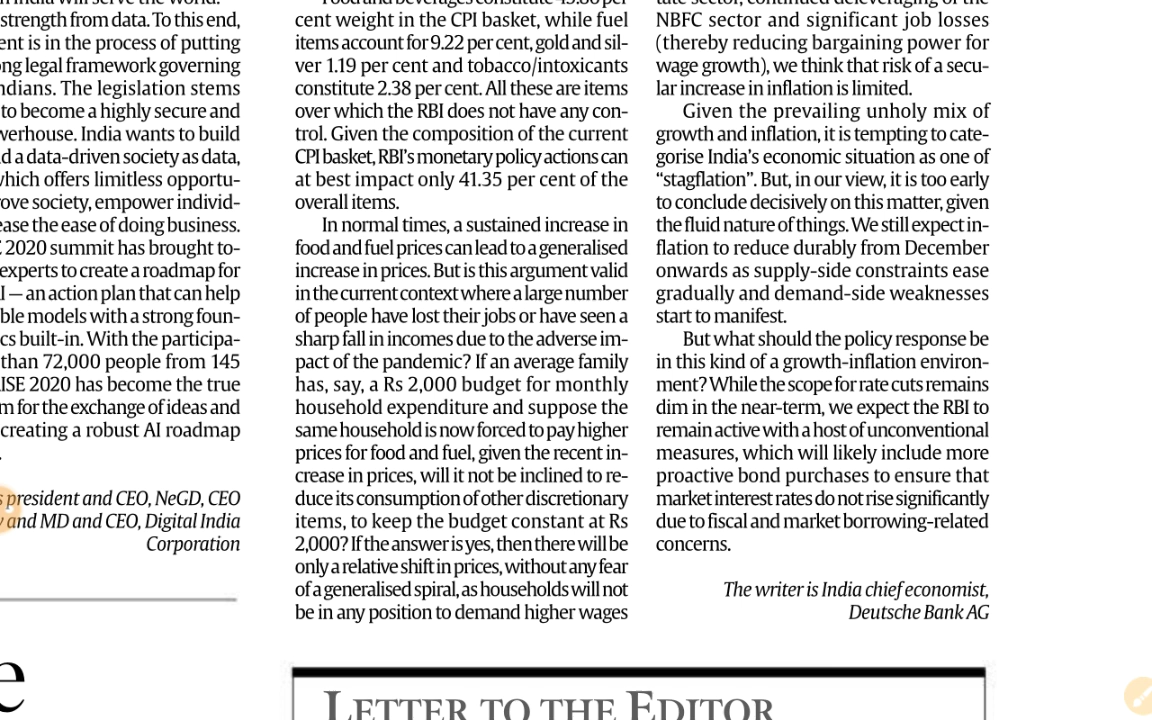 strength from data. To this end,
ent is in the process of putting
ong legal framework governing
ndians. The legislation stems
to become a highly secure and
werhouse. India wants to build
d a data-driven society as data,
which offers limitless opportu-
rove society, empower individ-
ease the ease of doing business.
E 2020 summit has brought to-
experts to create a roadmap for
I — an action plan that can help
ble models with a strong foun-
cs built-in. With the participa-
than 72,000 people from 145
AISE 2020 has become the true
m for the exchange of ideas and
creating a robust AI roadmap
.
s president and CEO, NeGD, CEO
v and MD and CEO, Digital India
Corporation
e
cent weight in the CPI basket, while fuel
items account for 9.22 per cent, gold and sil-
ver 1.19 per cent and tobacco/intoxicants
constitute 2.38 per cent. All these are items
over which the RBI does not have any con-
trol. Given the composition of the current
CPI basket, RBI's monetary policy actions can
at best impact only 41.35 per cent of the
overall items.
In normal times, a sustained increase in
food and fuel prices can lead to a generalised
increase in prices. But is this argument valid
in the current context where a large number
of people have lost their jobs or have seen a
sharp fall in incomes due to the adverse im-
pact of the pandemic? If an average family
has, say, a Rs 2,000 budget for monthly
household expenditure and suppose the
same household is now forced to pay higher
prices for food and fuel, given the recent in-
crease in prices, will it not be inclined to re-
duce its consumption of other discretionary
items, to keep the budget constant at Rs
2,000? If the answer is yes, then there will be
only a relative shift in prices, without any fear
of a generalised spiral, as households will not
be in any position to demand higher wages
NBFC sector and significant job losses
(thereby reducing bargaining power for
wage growth), we think that risk of a secu-
lar increase in inflation is limited.
Given the prevailing unholy mix of
growth and inflation, it is tempting to cate-
gorise India's economic situation as one of
"stagflation". But, in our view, it is too early
to conclude decisively on this matter, given
the fluid nature of things. We still expect in-
flation to reduce durably from December
onwards as supply-side constraints ease
gradually and demand-side weaknesses
start to manifest.
But what should the policy response be
in this kind of a growth-inflation environ-
ment? While the scope for rate cuts remains
dim in the near-term, we expect the RBI to
remain active with a host of unconventional
measures, which will likely include more
proactive bond purchases to ensure that
market interest rates do not rise significantly
due to fiscal and market borrowing-related
concerns.
The writer is India chief economist,
Deutsche Bank AG
LETTER TO THE EDITOR